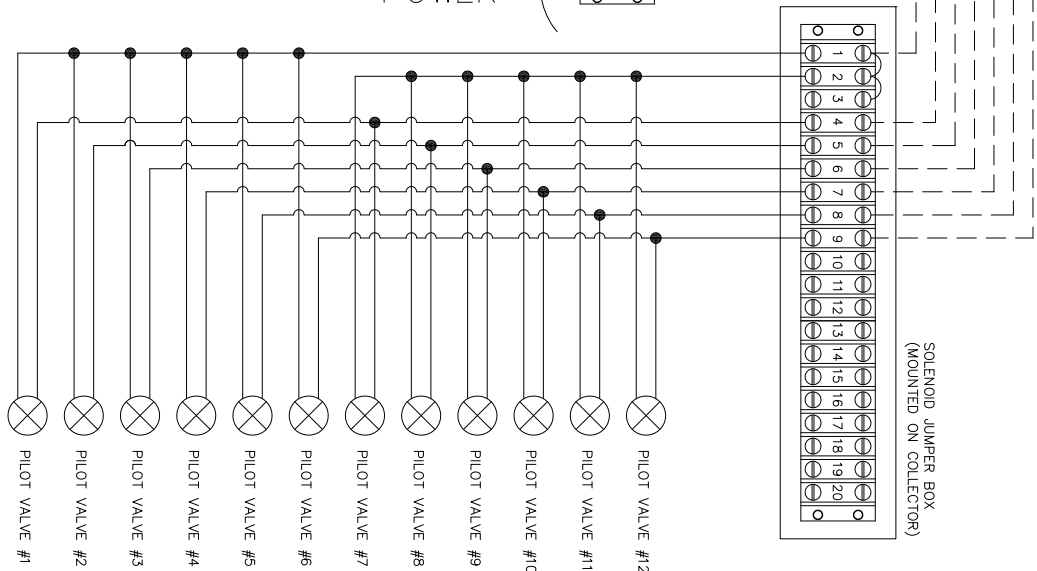 1
2
3
4
5
6
7
8
9
10
11
12
13
14
15
16
17
18
19
20
SOLENOID JUMPER BOX
(MOUNTED ON COLLECTOR)
PILOT VALVE #1
PILOT VALVE #2
PILOT VALVE #3
PILOT VALVE #4
PILOT VALVE #5
PILOT VALVE #6
PILOT VALVE #7
PILOT VALVE #8
PILOT VALVE #9
PILOT VALVE #10
PILOT VALVE #11
PILOT VALVE #12